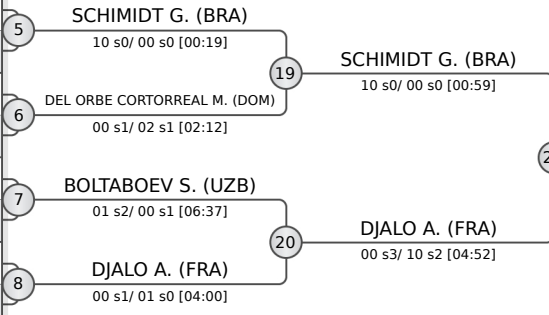 SCHIMIDT G. (BRA)
5
10 s0/ 00 s0 [00:19]
19
SCHIMIDT G. (BRA)
10 s0/ 00 s0 [00:59]
DEL ORBE CORTORREAL M. (DOM)
6
00 s1/ 02 s1 [02:12]
BOLTABOEV S. (UZB)
7
01 s2/ 00 s1 [06:37]
20
DJALO A. (FRA)
00 s3/ 10 s2 [04:52]
DJALO A. (FRA)
8
00 s1/ 01 s0 [04:00]